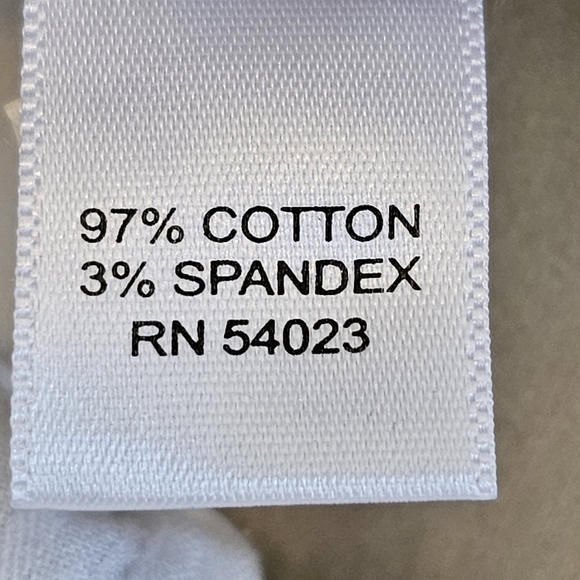 97% COTTON
3% SPANDEX
RN 54023